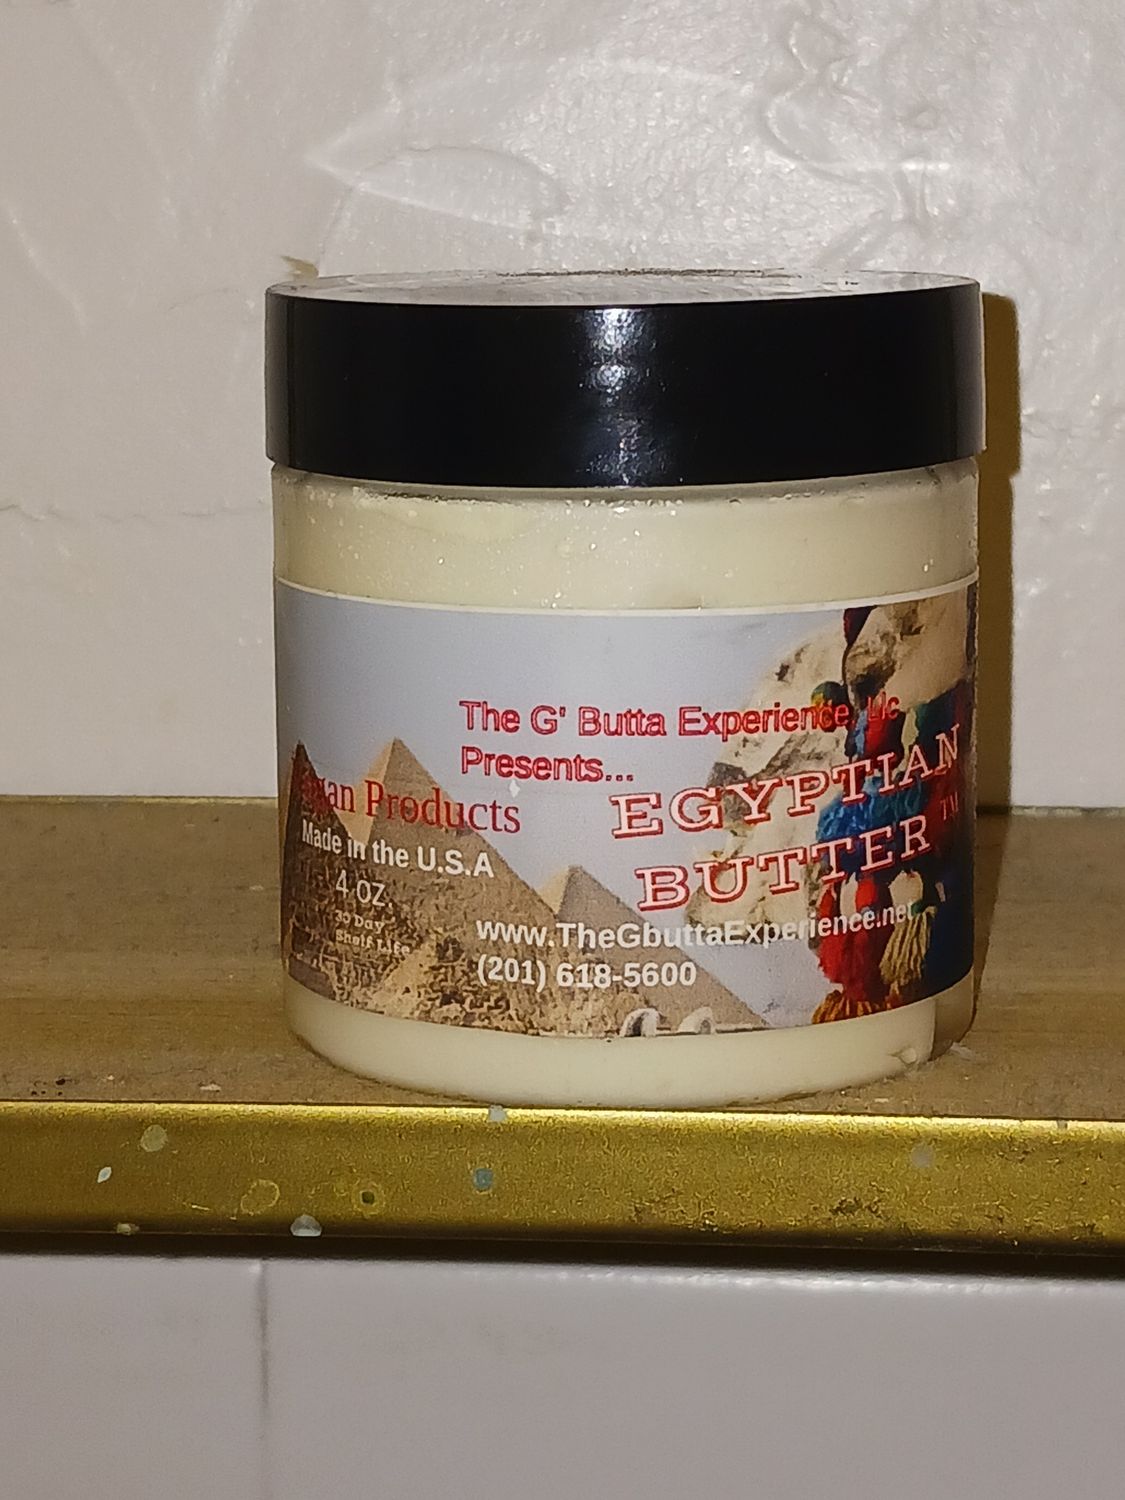 The G' Butta Experience, Llc
Presents...
EGYPTIAN
BUTTER ™
Products
Made in the U.S.A
4 OZ.
30 Day
Shelf Life
www.TheGbuttaExperience.net
(201) 618-5600